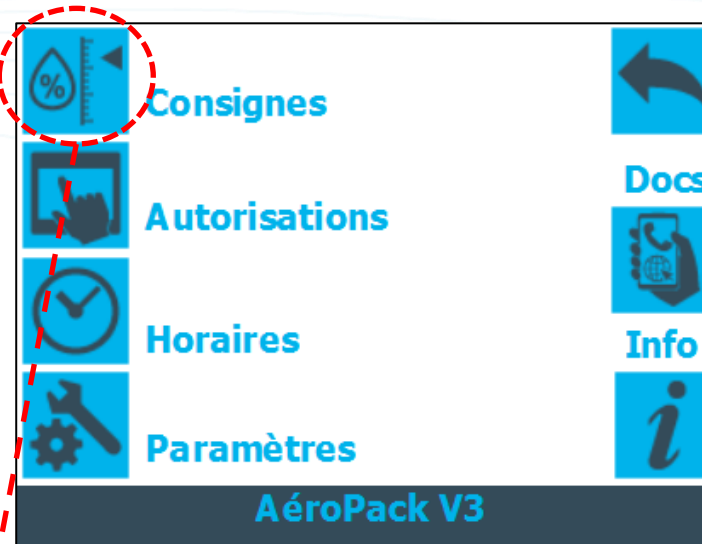 %
Consignes
Docs
Autorisations
Horaires
Info
Paramètres
i
AéroPack V3